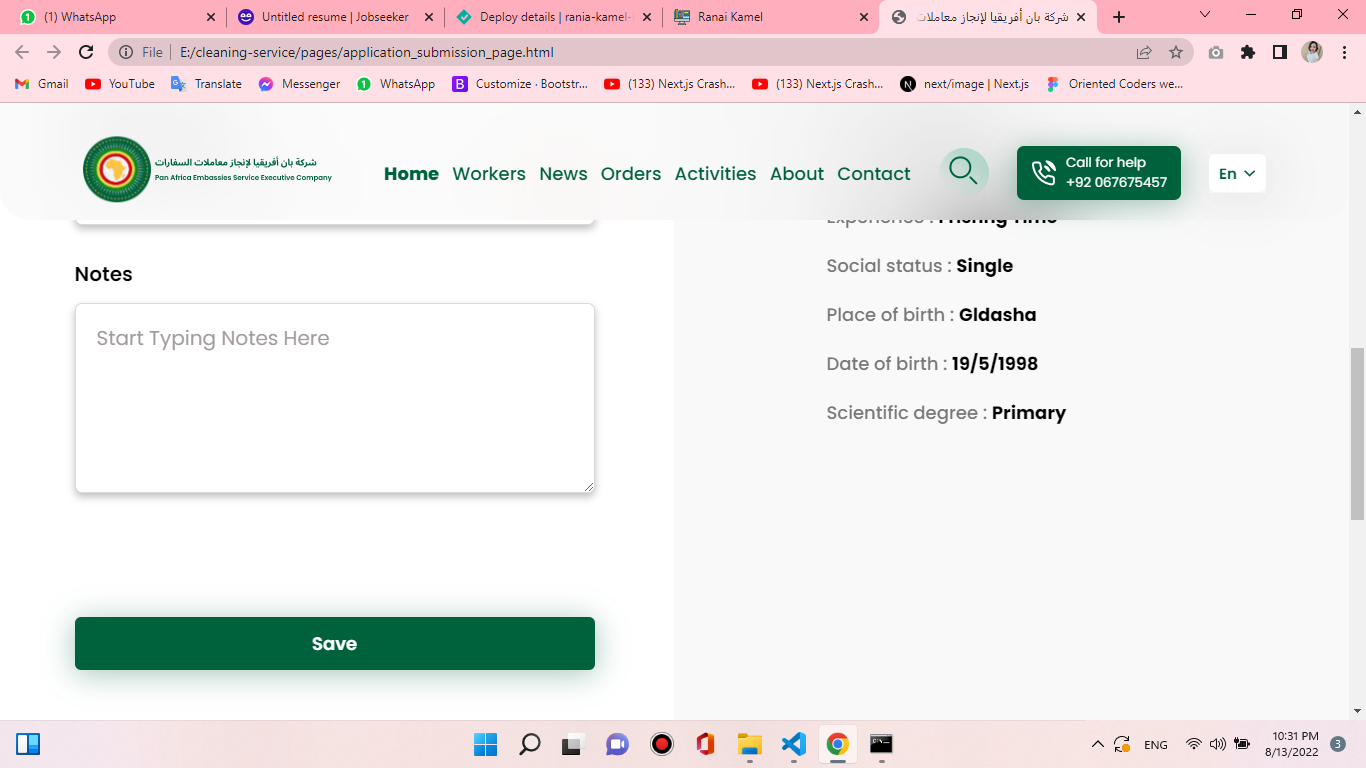 (1) WhatsApp
Untitled resume | Jobseeker
Deploy details | rania-kamel-
Ranai Kamel
شركة بان أفريقيا لإنجاز معاملات
File
E:/cleaning-service/pages/application_submission_page.html
Gmail
YouTube
Translate
Messenger
WhatsApp
Customize · Bootstr...
(133) Next.js Crash...
(133) Next.js Crash...
next/image | Next.js
Oriented Coders we...
شركة بان أفريقيا لإنجاز معاملات السفارات
Pan Africa Embassies Service Executive Company
Home Workers News Orders Activities About Contact
Call for help
+92 067675457
En
Notes
Start Typing Notes Here
Save
Experience :
Social status : Single
Place of birth : Gldasha
Date of birth : 19/5/1998
Scientific degree : Primary
ENG
10:31 PM
8/13/2022
3